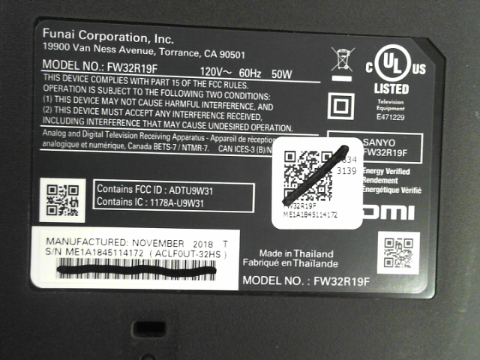 Funai Corporation, Inc.
19900 Van Ness Avenue, Torrance, CA 90501
MODEL NO.: FW32R19F 120V~ 60Hz 50W
THIS DEVICE COMPLIES WITH PART 15 OF THE FCC RULES.
OPERATION IS SUBJECT TO THE FOLLOWING TWO CONDITIONS:
(1) THIS DEVICE MAY NOT CAUSE HARMFUL INTERFERENCE, AND
(2) THIS DEVICE MUST ACCEPT ANY INTERFERENCE RECEIVED,
INCLUDING INTERFERENCE THAT MAY CAUSE UNDESIRED OPERATION.
Analog and Digital Television Receiving Apparatus - Appareil de réception
analogique et numérique, Canada BETS-7 / NTMR-7. CAN ICES-3 (B)
C UL US
LISTED
Television
Equipment
E471229
SANYO
FW32R19F
Energy Verified
Rendement
Énergétique Vérifié
3139
FW32R19F
ME1A1845114172
Contains FCC ID : ADTU9W31
Contains IC : 1178A-U9W31
MANUFACTURED: NOVEMBER 2018 T
S/N ME1A1845114172 ( ACLF0UT-32HS )
Made in Thailand
Fabriqué en Thaïlande
MODEL NO. : FW32R19F